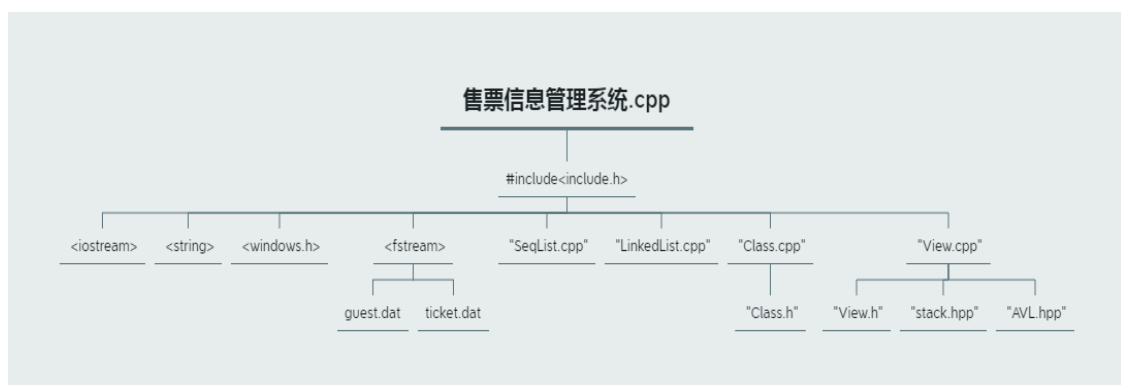 售票信息管理系统.cpp
#include<include.h>
<iostream> <string> <windows.h> <fstream> "SeqList.cpp" "LinkedList.cpp" "Class.cpp" "View.cpp"
guest.dat ticket.dat "Class.h" "View.h" "stack.hpp" "AVL.hpp"